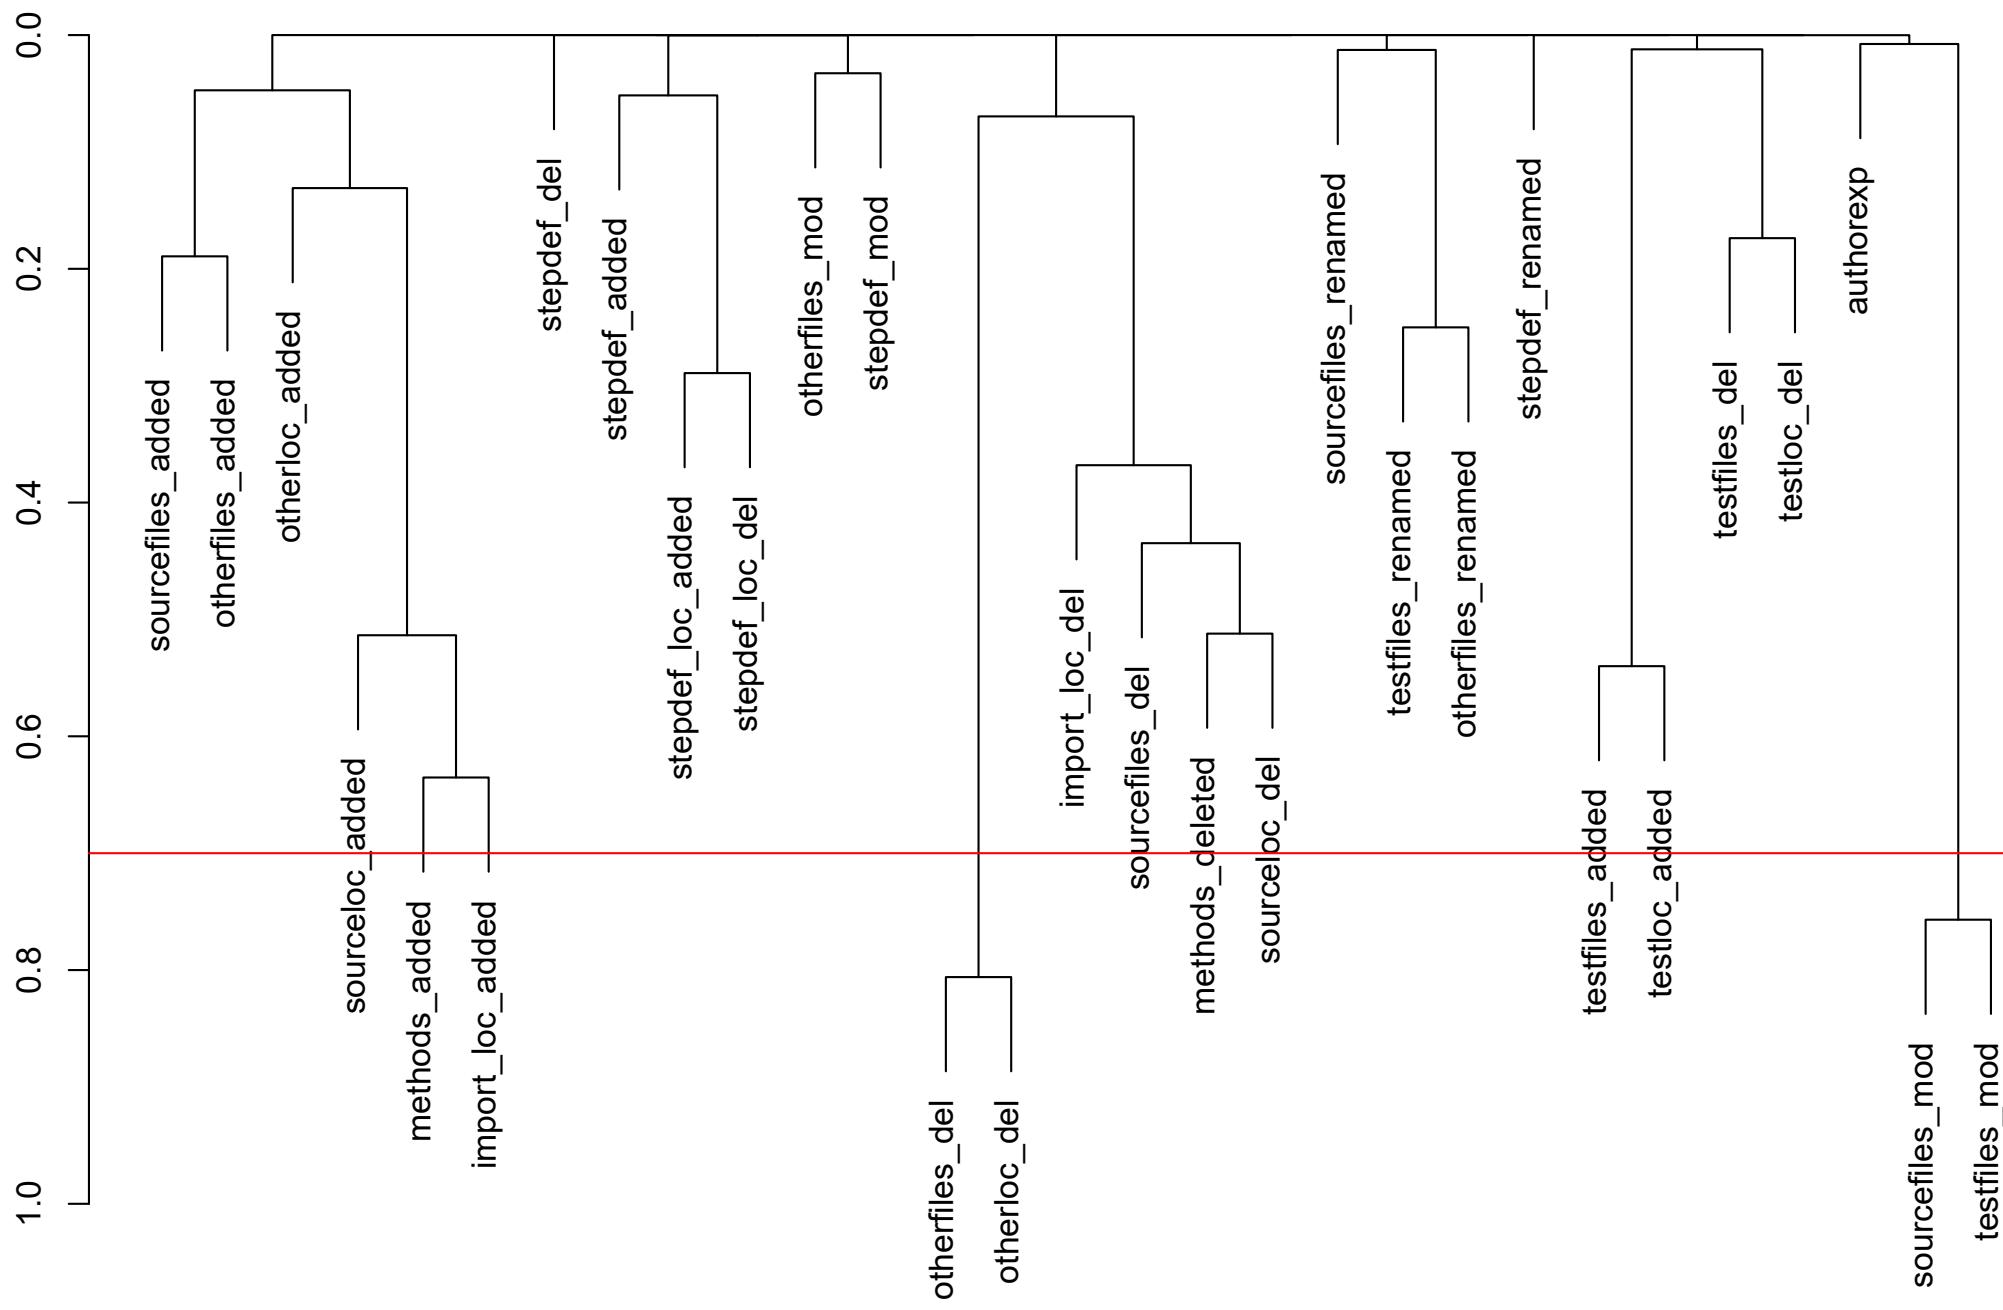 0.0
0.2
0.4
0.6
0.8
1.0
sourcefiles_added
otherfiles_added
otherloc_added
sourceloc_added
methods_added
import_loc_added
stepdef_del
stepdef_added
stepdef_loc_added
stepdef_loc_del
otherfiles_mod
stepdef_mod
otherfiles_del
otherloc_del
import_loc_del
sourcefiles_del
methods_deleted
sourceloc_del
sourcefiles_renamed
testfiles_renamed
otherfiles_renamed
stepdef_renamed
testfiles_added
testloc_added
testfiles_del
testloc_del
authorexp
sourcefiles_mod
testfiles_mod